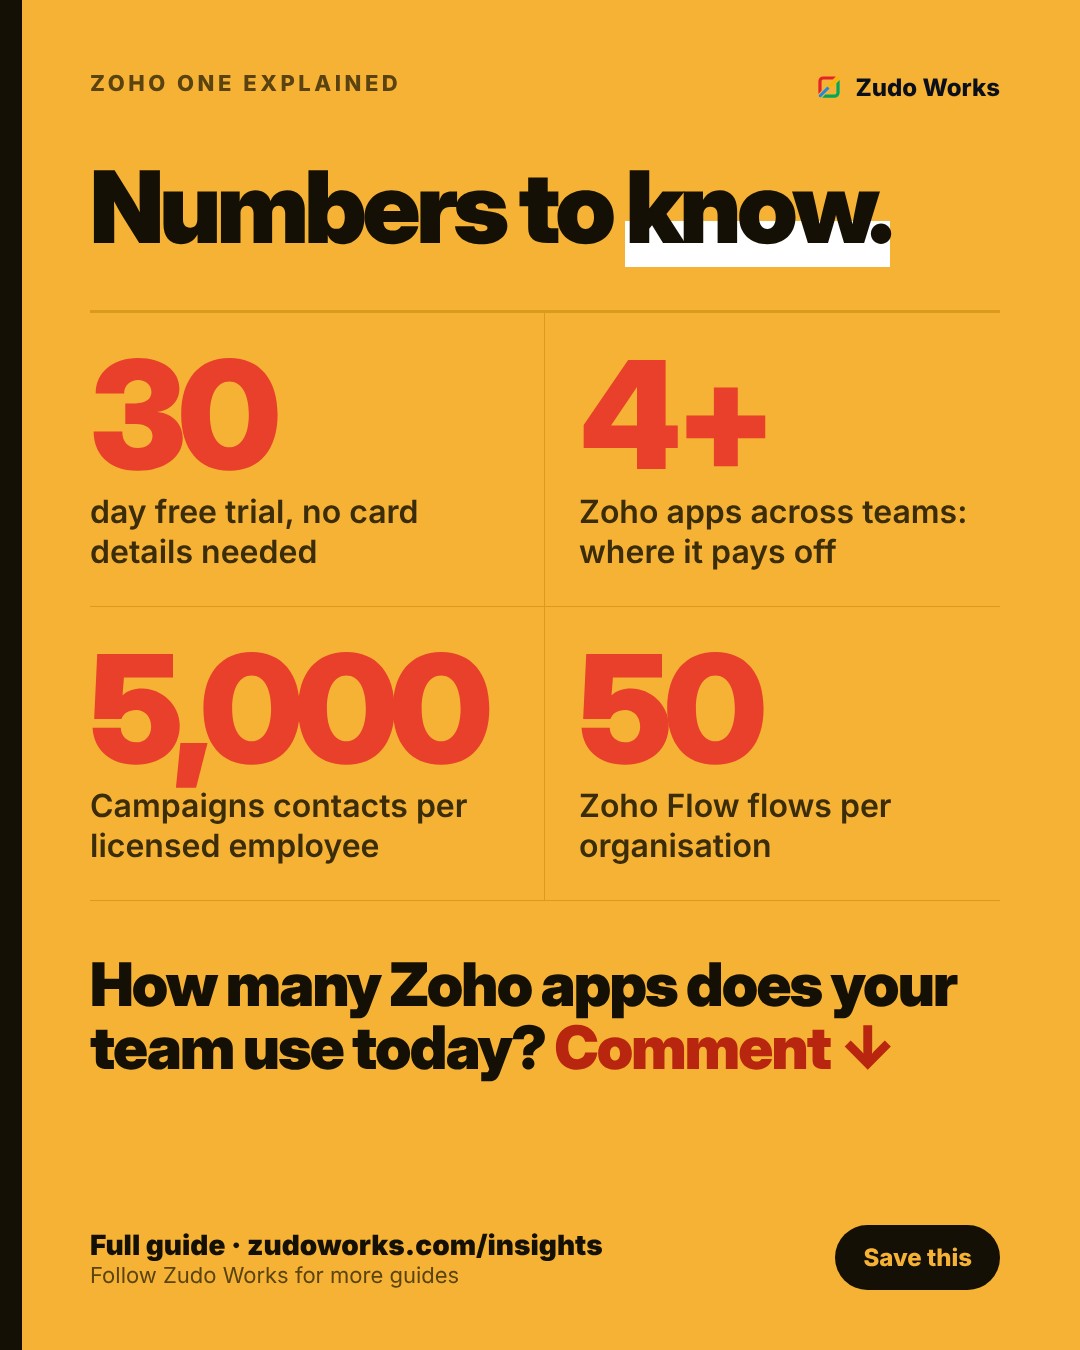 ZOHO ONE EXPLAINED
Zudo Works
Numbers to know.
30
day free trial, no card
details needed
4+
Zoho apps across teams:
where it pays off
5,000
Campaigns contacts per
licensed employee
50
Zoho Flow flows per
organisation
How many Zoho apps does your
team use today? Comment ↓
Full guide · zudoworks.com/insights
Follow Zudo Works for more guides
Save this